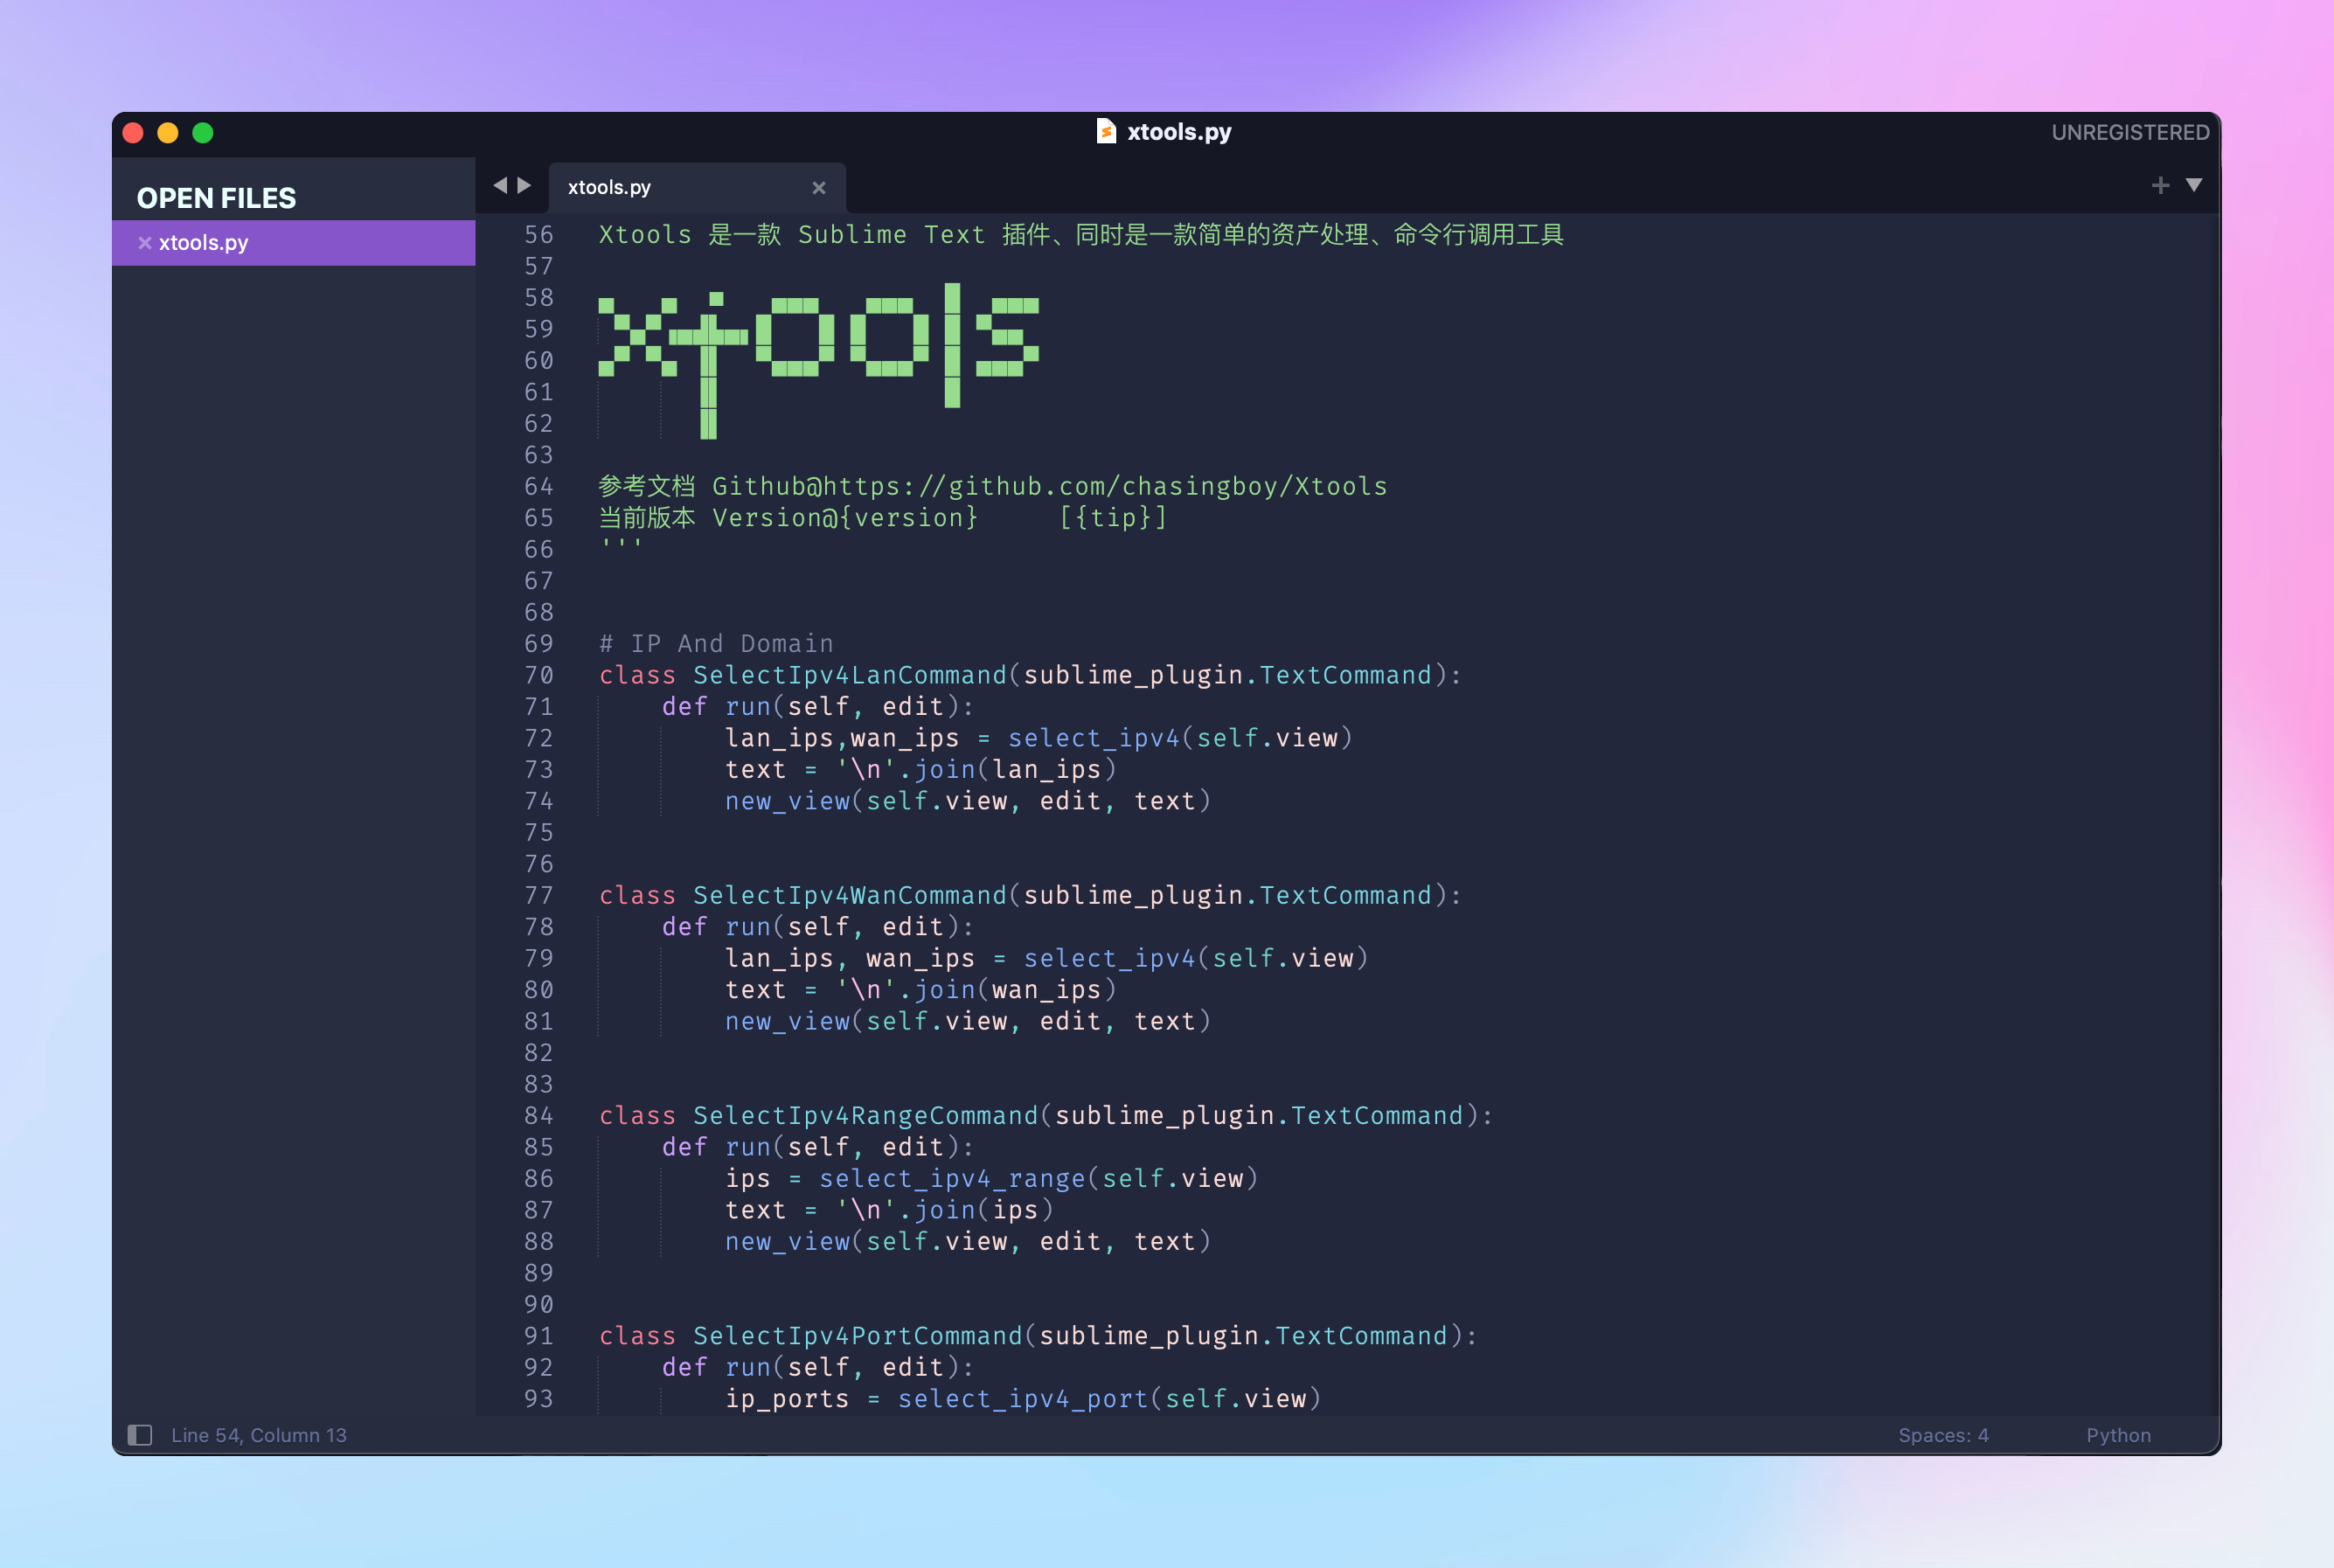 xtools.py
UNREGISTERED
OPEN FILES
xtools.py
xtools.py
56 Xtools 是一款 Sublime Text 插件、同时是一款简单的资产处理、命令行调用工具
57
58
59
60
61
62
xtools
63
64 参考文档 Github@https://github.com/chasingboy/Xtools
65 当前版本 Version@{version}     [{tip}]
66 '''
67
68
69 # IP And Domain
70 class SelectIpv4LanCommand(sublime_plugin.TextCommand):
71     def run(self, edit):
72         lan_ips,wan_ips = select_ipv4(self.view)
73         text = '\n'.join(lan_ips)
74         new_view(self.view, edit, text)
75
76
77 class SelectIpv4WanCommand(sublime_plugin.TextCommand):
78     def run(self, edit):
79         lan_ips, wan_ips = select_ipv4(self.view)
80         text = '\n'.join(wan_ips)
81         new_view(self.view, edit, text)
82
83
84 class SelectIpv4RangeCommand(sublime_plugin.TextCommand):
85     def run(self, edit):
86         ips = select_ipv4_range(self.view)
87         text = '\n'.join(ips)
88         new_view(self.view, edit, text)
89
90
91 class SelectIpv4PortCommand(sublime_plugin.TextCommand):
92     def run(self, edit):
93         ip_ports = select_ipv4_port(self.view)
Line 54, Column 13
Spaces: 4
Python